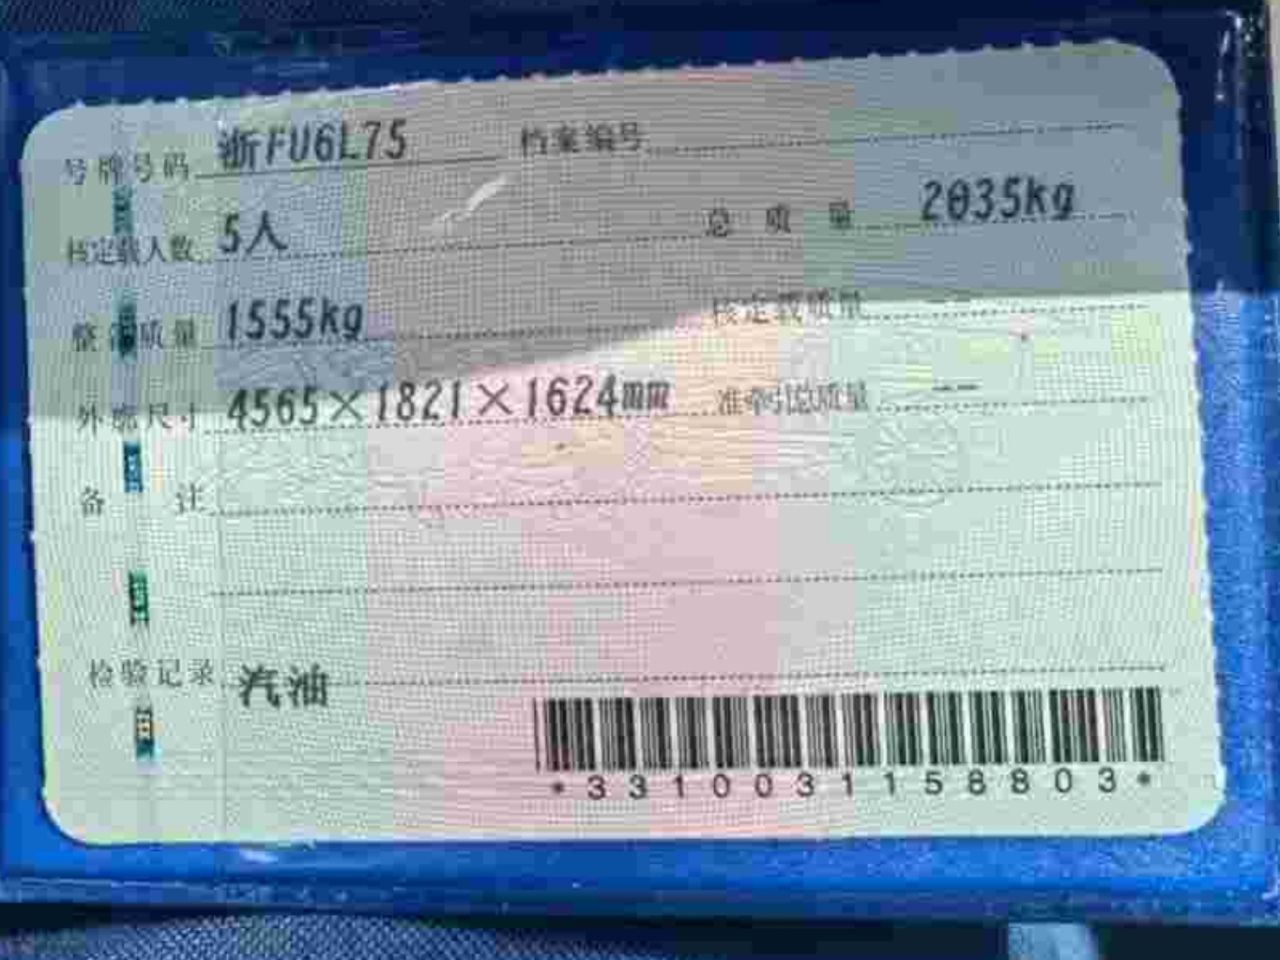 号牌号码 浙FU6L75 档案编号
核定载人数 5人 总质量 2035kg
整备质量 1555kg 核定载质量 --
外廓尺寸 4565×1821×1624mm 准牵引总质量 --
备注
检验记录 汽油
*3310031158803*